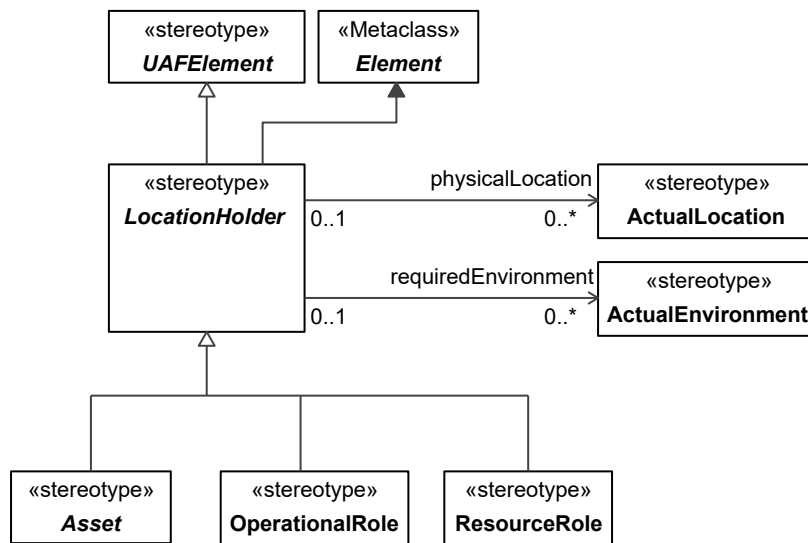 «stereotype»
UAFElement
«Metaclass»
Element
«stereotype»
LocationHolder
physicalLocation
0..1
0..*
«stereotype»
ActualLocation
requiredEnvironment
0..1
0..*
«stereotype»
ActualEnvironment
«stereotype»
Asset
«stereotype»
OperationalRole
«stereotype»
ResourceRole